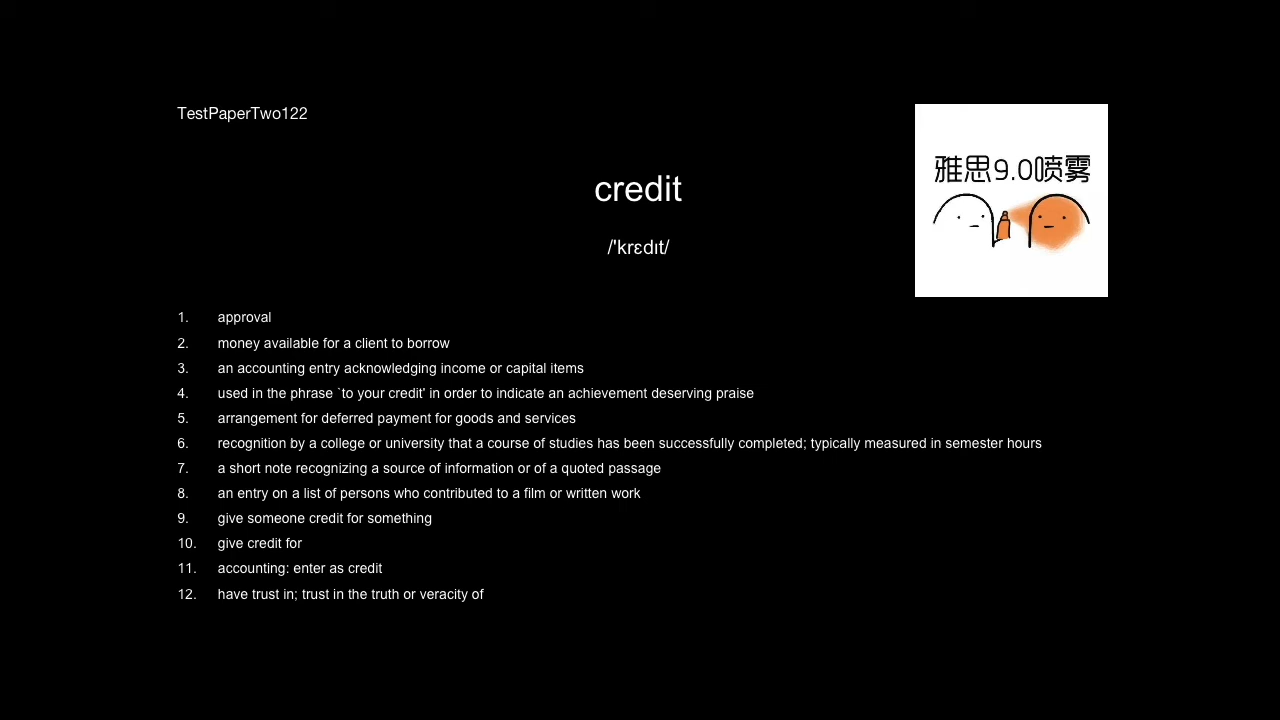 TestPaperTwo122
雅思9.0喷雾
credit
/'krɛdɪt/
1. approval
2. money available for a client to borrow
3. an accounting entry acknowledging income or capital items
4. used in the phrase `to your credit' in order to indicate an achievement deserving praise
5. arrangement for deferred payment for goods and services
6. recognition by a college or university that a course of studies has been successfully completed; typically measured in semester hours
7. a short note recognizing a source of information or of a quoted passage
8. an entry on a list of persons who contributed to a film or written work
9. give someone credit for something
10. give credit for
11. accounting: enter as credit
12. have trust in; trust in the truth or veracity of